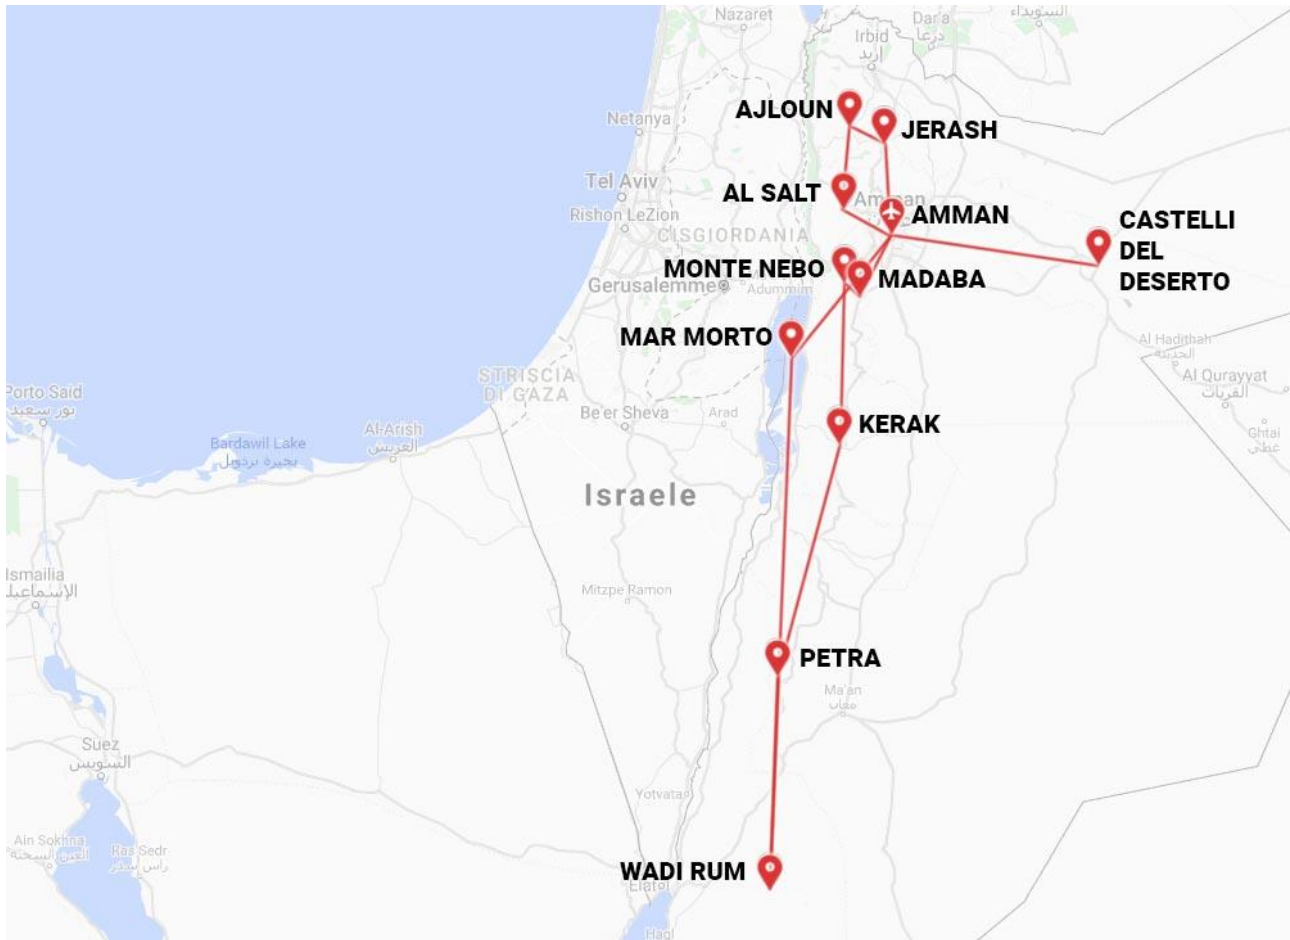 Nazaret
Dar'a
درعا
السويداء
Irbid
إربد
AJLOUN
JERASH
Netanya
Tel Aviv
AL SALT
Rishon LeZion
AMMAN
CISGIORDANIA
CASTELLI
DEL
DESERTO
MONTE NEBO
MADABA
Gerusalemme
Adummim
MAR MORTO
Al Hadithah
الحديثة
STRISCIA
DI GAZA
Al Qurayyat
القريات
Porto Said
بور سعيد
Be'er Sheva
Arad
KERAK
Al-Arish
العريش
Ghtai
غطي
Bardawil Lake
بحيرة بردويل
Israele
Ismailia
الإسماعيلية
Mitzpe Ramon
PETRA
Ma'an
معان
Suez
السويس
Yotvata
Ain Sokhna
العين السخنة
Ras Sedr
راس سدر
WADI RUM
Elat
Haql